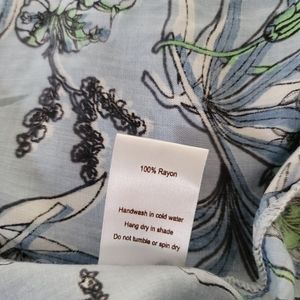 100% Rayon
Handwash in cold water
Hang dry in shade
Do not tumble or spin dry